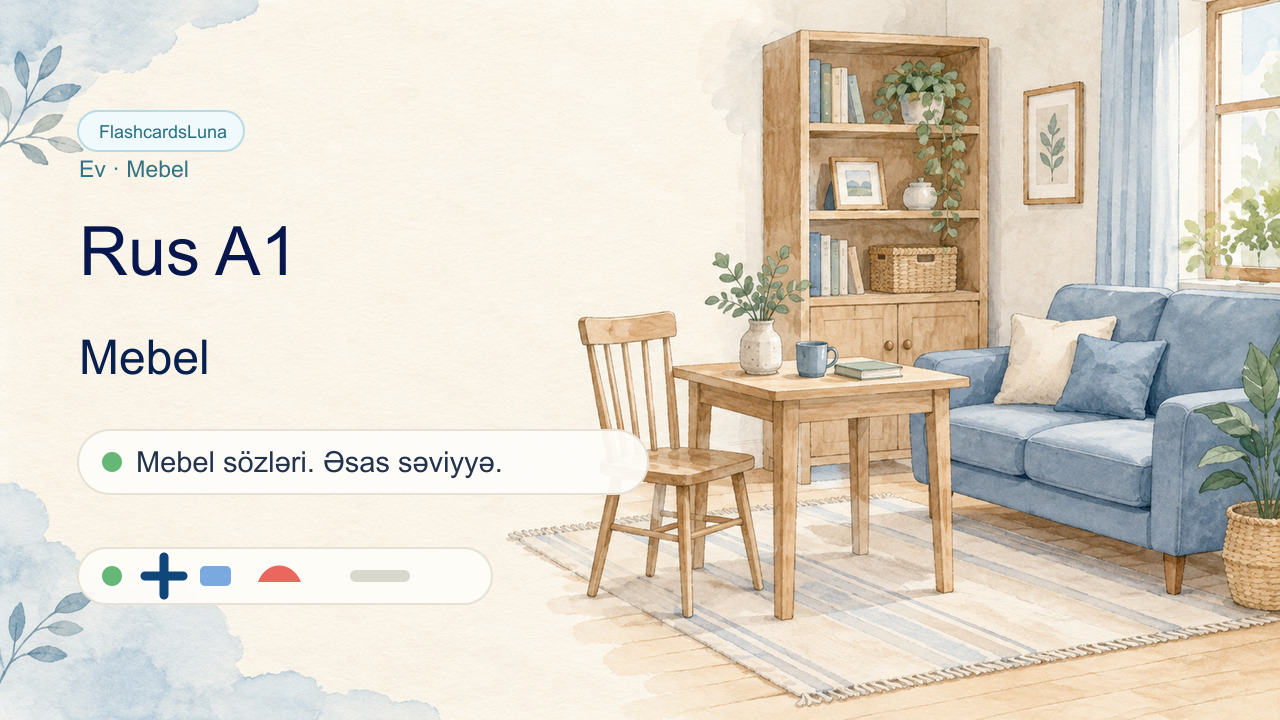 FlashcardsLuna
Ev · Mebel
Rus A1
Mebel
Mebel sözləri. Əsas səviyyə.